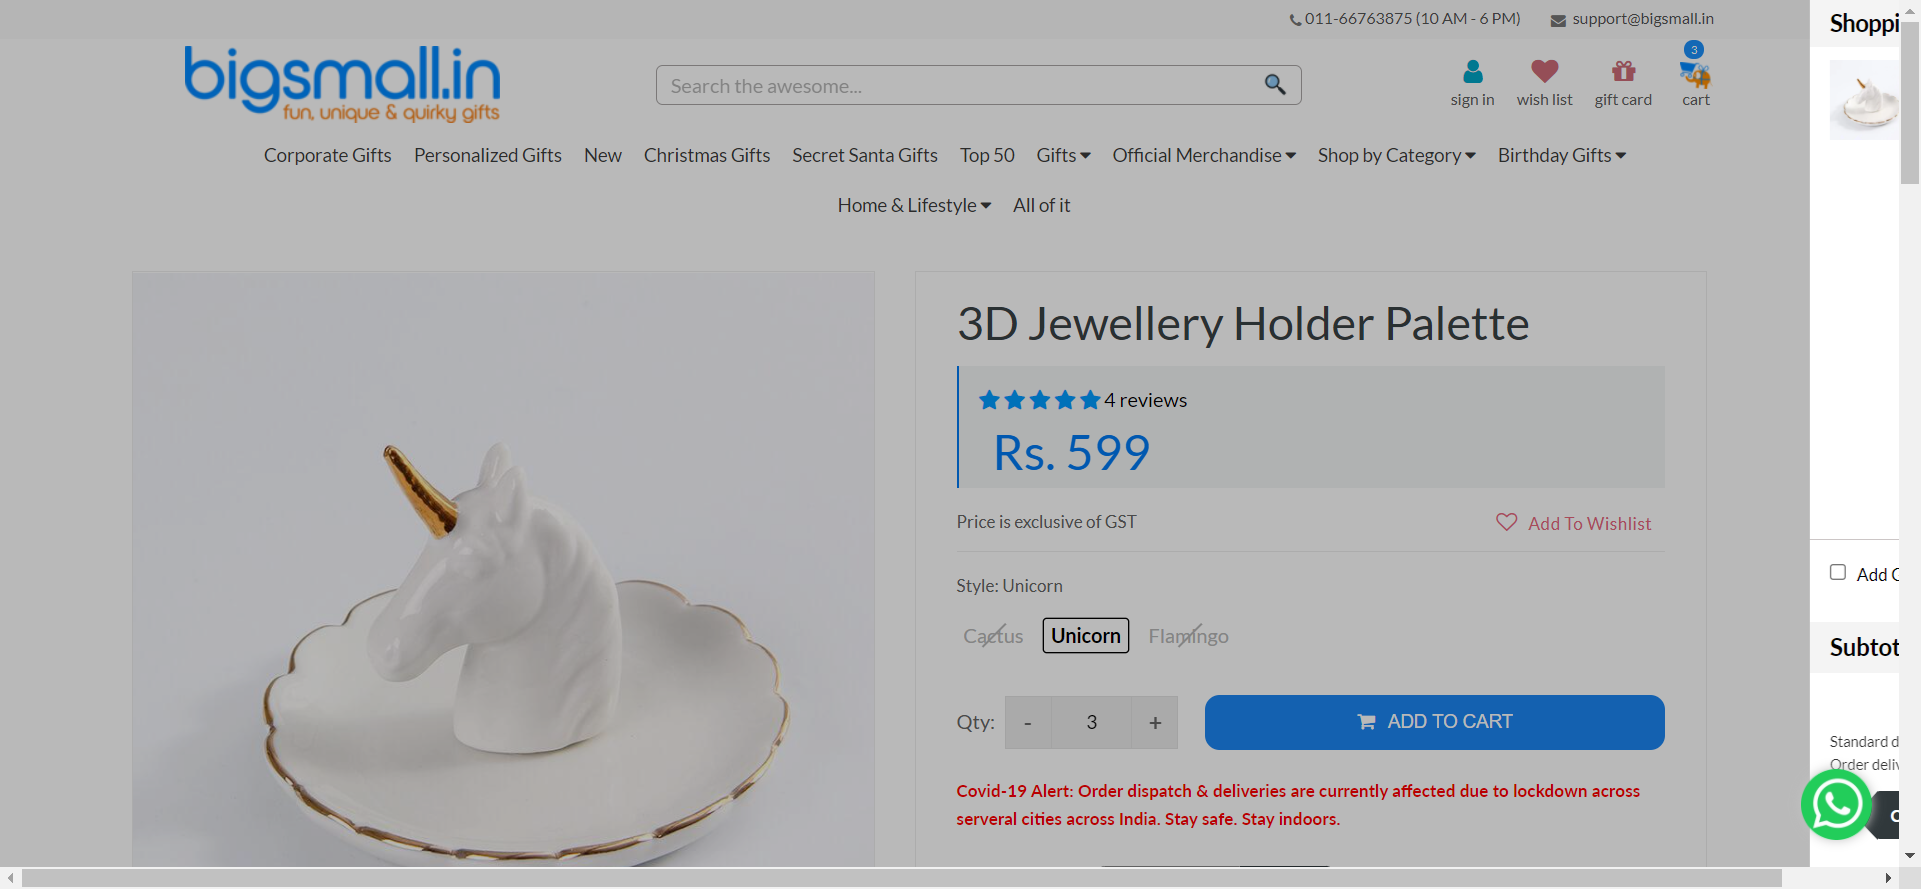 011-66763875 (10 AM - 6 PM)
support@bigsmall.in
bigsmall.in
fun, unique & quirky gifts
Search the awesome...
sign in
wish list
gift card
3
cart
Corporate Gifts
Personalized Gifts
New
Christmas Gifts
Secret Santa Gifts
Top 50
Gifts
Official Merchandise
Shop by Category
Birthday Gifts
Home & Lifestyle
All of it
3D Jewellery Holder Palette
4 reviews
Rs. 599
Price is exclusive of GST
Add To Wishlist
Style: Unicorn
Cactus
Unicorn
Flamingo
Qty:
-
3
+
ADD TO CART
Covid-19 Alert: Order dispatch & deliveries are currently affected due to lockdown across
serveral cities across India. Stay safe. Stay indoors.
Shoppi
Add
Subtot
Standard d
Order deliv